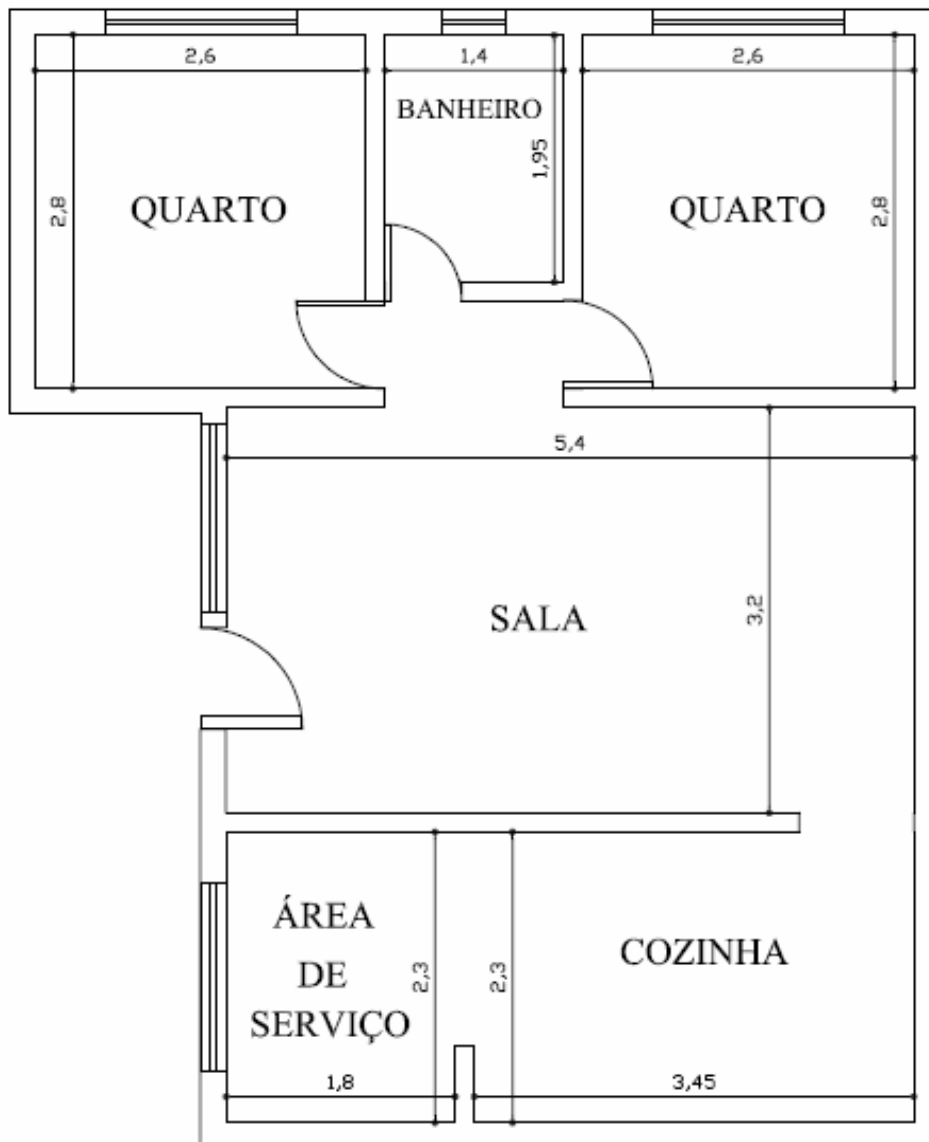 2,6
1,4
2,6
BANHEIRO
1,95
2,8
QUARTO
QUARTO
2,8
5,4
3,2
SALA
ÁREA
DE
SERVIÇO
2,3
2,3
COZINHA
1,8
3,45